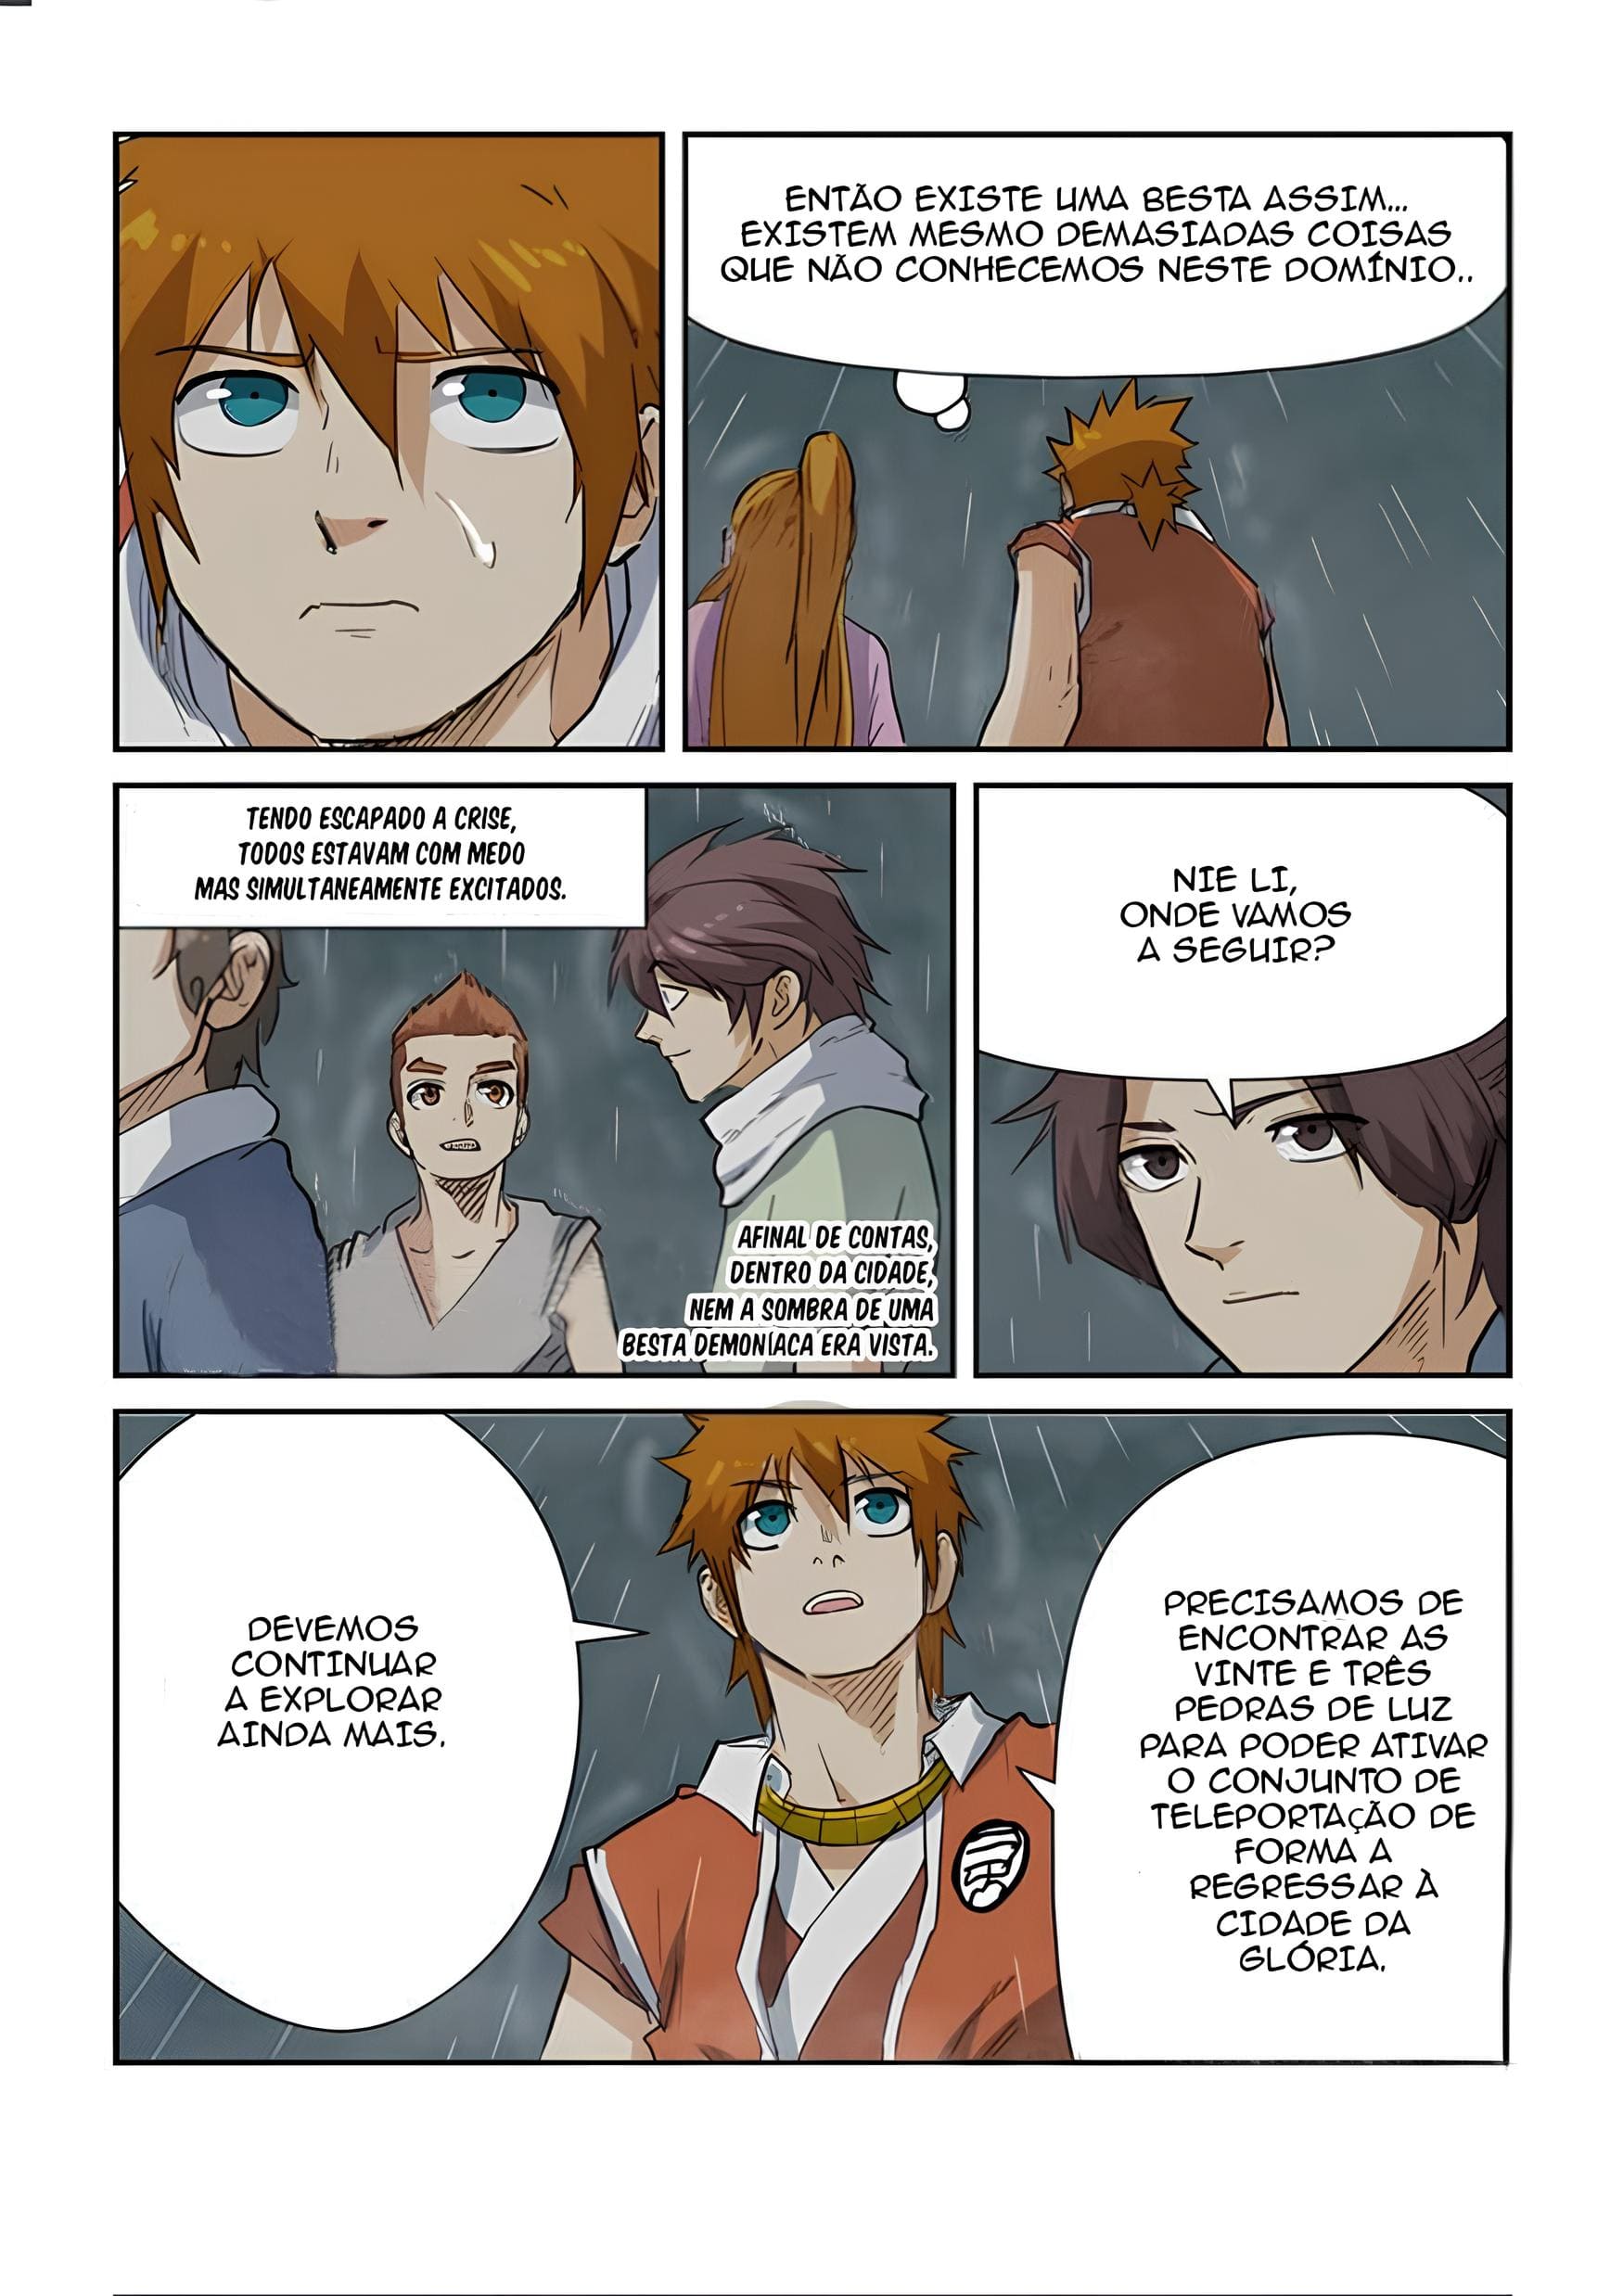 ENTÃO EXISTE UMA BESTA ASSIM...
EXISTEM MESMO DEMASIADAS COISAS
QUE NÃO CONHECEMOS NESTE DOMÍNIO..
TENDO ESCAPADO A CRISE,
TODOS ESTAVAM COM MEDO
MAS SIMULTANEAMENTE EXCITADOS.
AFINAL DE CONTAS,
DENTRO DA CIDADE,
NEM A SOMBRA DE UMA
BESTA DEMONÍACA ERA VISTA.
NIE LI,
ONDE VAMOS
A SEGUIR?
DEVEMOS
CONTINUAR
A EXPLORAR
AINDA MAIS.
PRECISAMOS DE
ENCONTRAR AS
VINTE E TRÊS
PEDRAS DE LUZ
PARA PODER ATIVAR
O CONJUNTO DE
TELEPORTAÇÃO DE
FORMA A
REGRESSAR À
CIDADE DA
GLÓRIA.